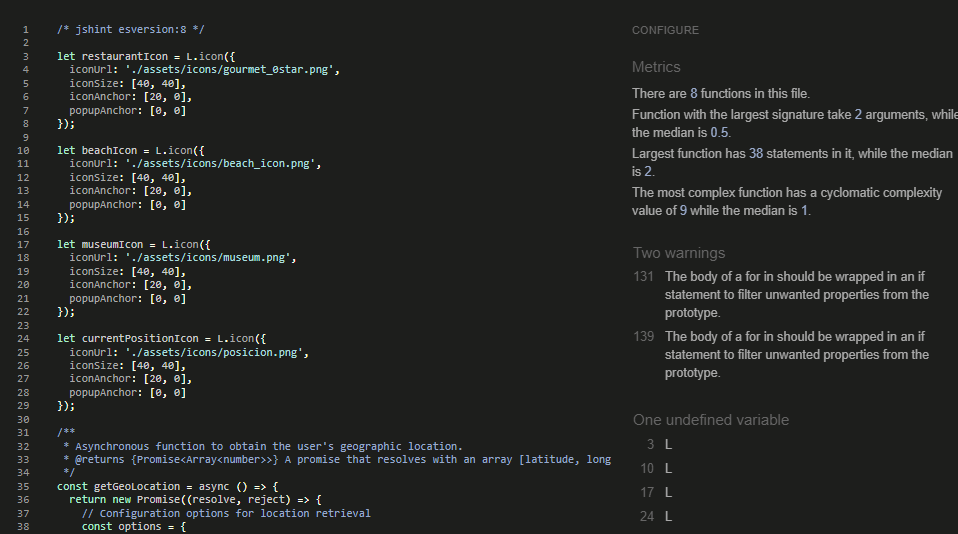 1 /* jshint esversion:8 */
2
3 let restaurantIcon = L.icon({
4 iconUrl: './assets/icons/gourmet_0star.png',
5 iconSize: [40, 40],
6 iconAnchor: [20, 0],
7 popupAnchor: [0, 0]
8 });
9
10 let beachIcon = L.icon({
11 iconUrl: './assets/icons/beach_icon.png',
12 iconSize: [40, 40],
13 iconAnchor: [20, 0],
14 popupAnchor: [0, 0]
15 });
16
17 let museumIcon = L.icon({
18 iconUrl: './assets/icons/museum.png',
19 iconSize: [40, 40],
20 iconAnchor: [20, 0],
21 popupAnchor: [0, 0]
22 });
23
24 let currentPositionIcon = L.icon({
25 iconUrl: './assets/icons/posicion.png',
26 iconSize: [40, 40],
27 iconAnchor: [20, 0],
28 popupAnchor: [0, 0]
29 });
30
31 /**
32 * Asynchronous function to obtain the user's geographic location.
33 * @returns {Promise<Array<number>>} A promise that resolves with an array [latitude, long
34 */
35 const getGeoLocation = async () => {
36 return new Promise((resolve, reject) => {
37 // Configuration options for location retrieval
38 const options = {
CONFIGURE
Metrics
There are 8 functions in this file.
Function with the largest signature take 2 arguments, while
the median is 0.5.
Largest function has 38 statements in it, while the median
is 2.
The most complex function has a cyclomatic complexity
value of 9 while the median is 1.
Two warnings
131 The body of a for in should be wrapped in an if
statement to filter unwanted properties from the
prototype.
139 The body of a for in should be wrapped in an if
statement to filter unwanted properties from the
prototype.
One undefined variable
3 L
10 L
17 L
24 L